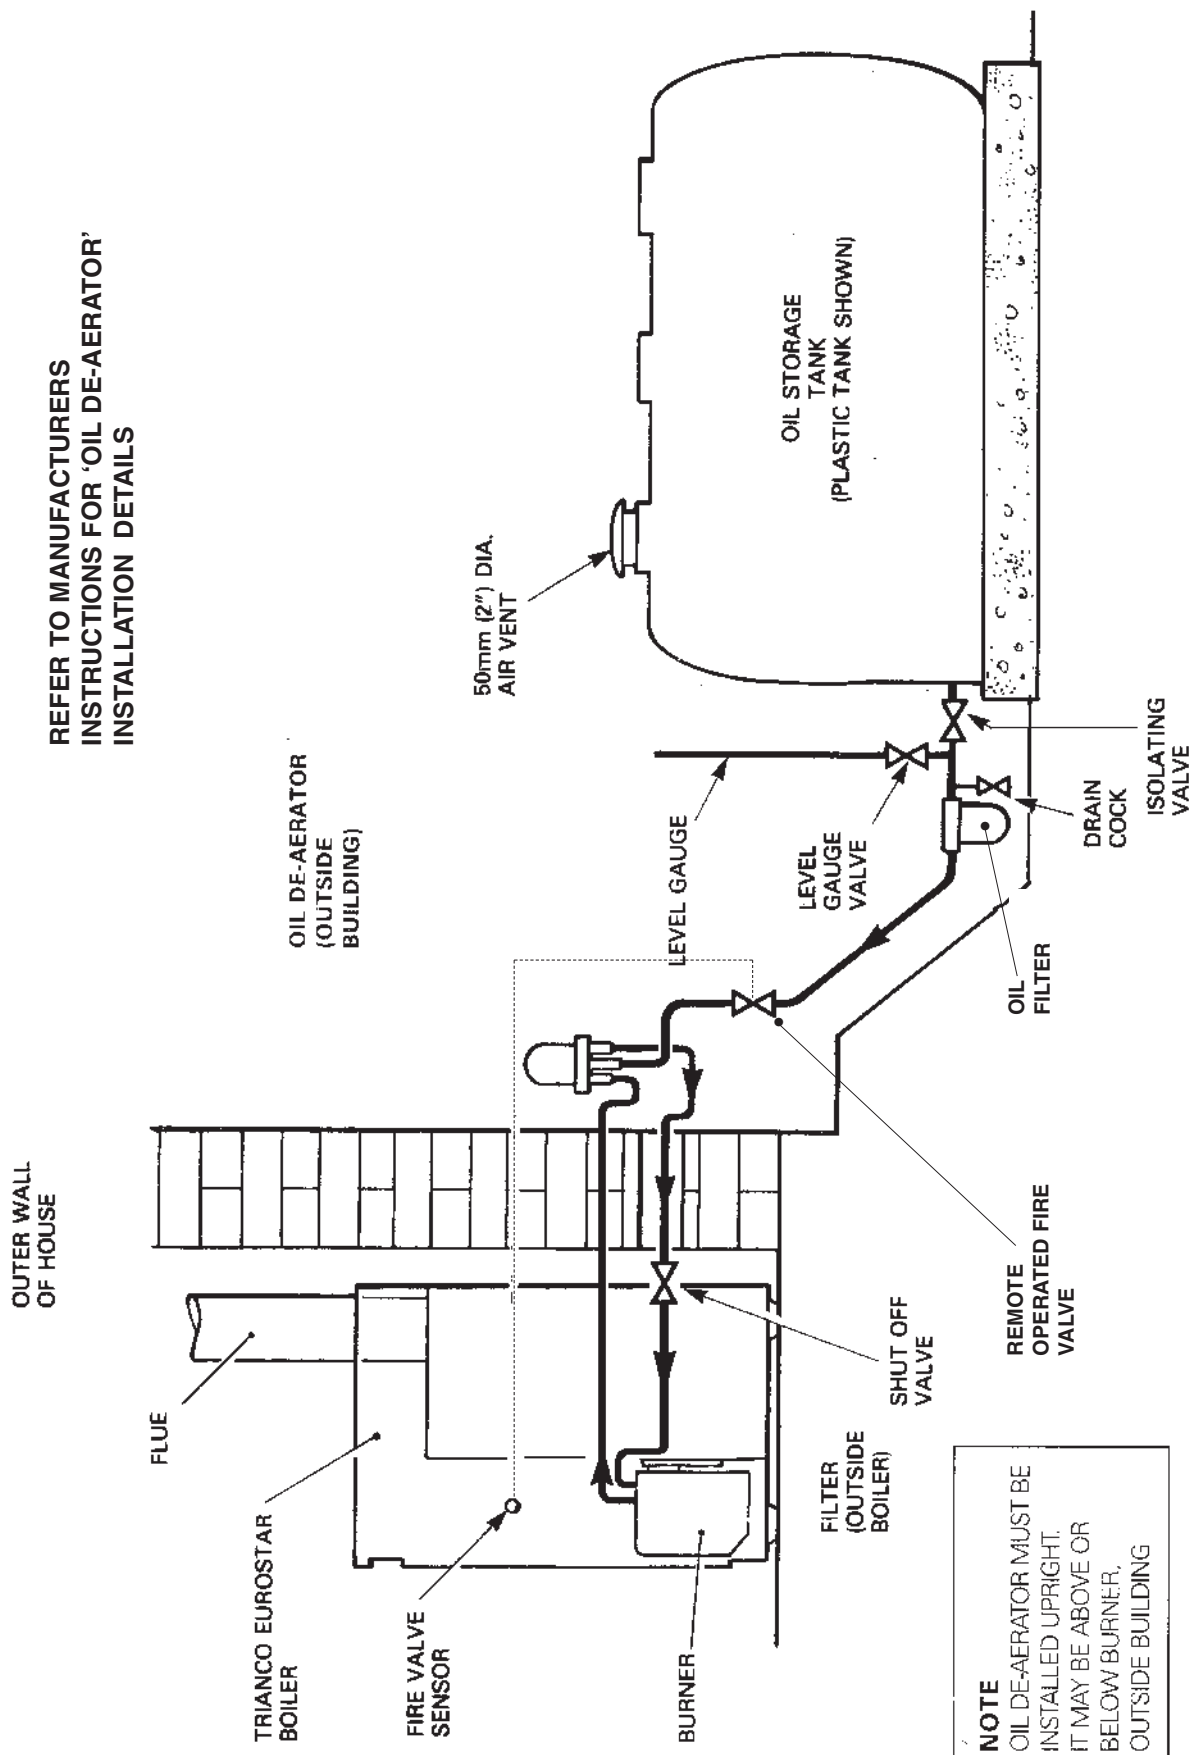 REFER TO MANUFACTURERS
INSTRUCTIONS FOR ‘OIL DE-AERATOR’
INSTALLATION DETAILS
OUTER WALL
OF HOUSE
FLUE
TRIANCO EUROSTAR
BOILER
FIRE VALVE
SENSOR
BURNER
OIL DE-AERATOR
(OUTSIDE
BUILDING)
50mm (2") DIA.
AIR VENT
OIL STORAGE
TANK
(PLASTIC TANK SHOWN)
LEVEL GAUGE
LEVEL
GAUGE
VALVE
FILTER
(OUTSIDE
BOILER)
SHUT OFF
VALVE
REMOTE
OPERATED FIRE
VALVE
OIL
FILTER
DRAIN
COCK
ISOLATING
VALVE
NOTE
OIL DE-AERATOR MUST BE
INSTALLED UPRIGHT.
IT MAY BE ABOVE OR
BELOW BURNER,
OUTSIDE BUILDING